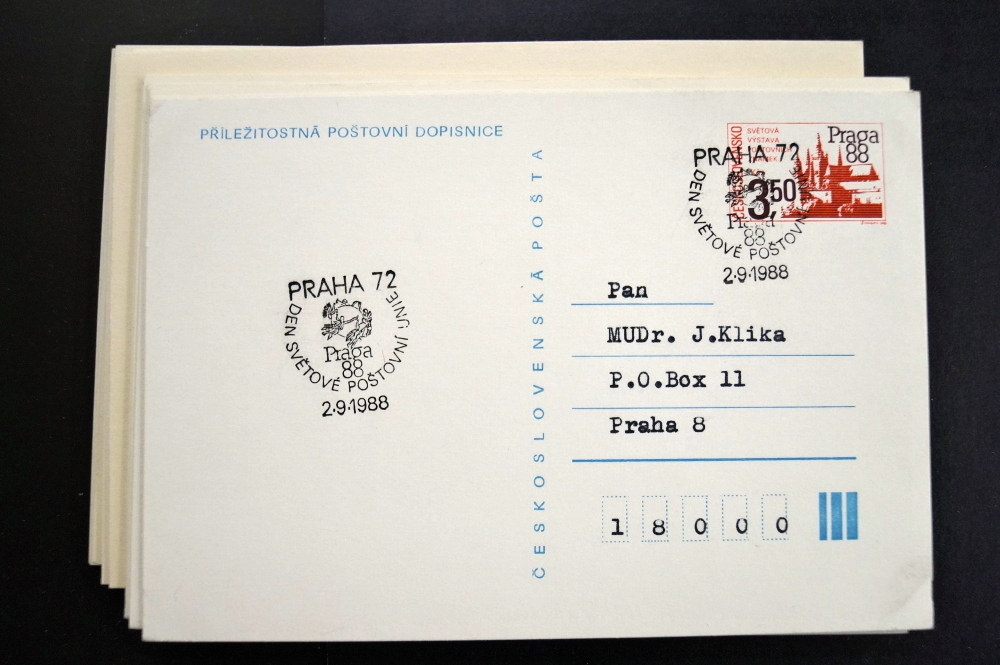 PŘÍLEŽITOSTNÁ POŠTOVNÍ DOPISNICE
ČESKOSLOVENSKÁ POŠTA
ČESKOSLOVENSKO
SVĚTOVÁ
VÝSTAVA
Praga
88
3,50
PRAHA 72
DEN SVĚTOVÉ POŠTOVNÍ UNIE
Praga
88
2.9.1988
PRAHA 72
DEN SVĚTOVÉ POŠTOVNÍ UNIE
Praga
88
2.9.1988
Pan
MUDr. J.Klika
P.O.Box 11
Praha 8
18000